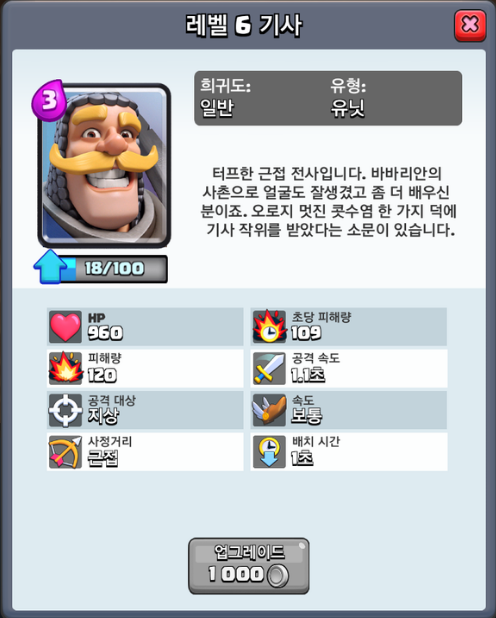 레벨 6 기사
3
희귀도: 유형:
일반 유닛
터프한 근접 전사입니다. 바바리안의
사촌으로 얼굴도 잘생겼고 좀 더 배우신
분이죠. 오로지 멋진 콧수염 한 가지 덕에
기사 작위를 받았다는 소문이 있습니다.
18/100
HP 초당 피해량
960 109
피해량 공격 속도
120 1.1초
공격 대상 속도
지상 보통
사정거리 배치 시간
근접 1초
업그레이드
1 000